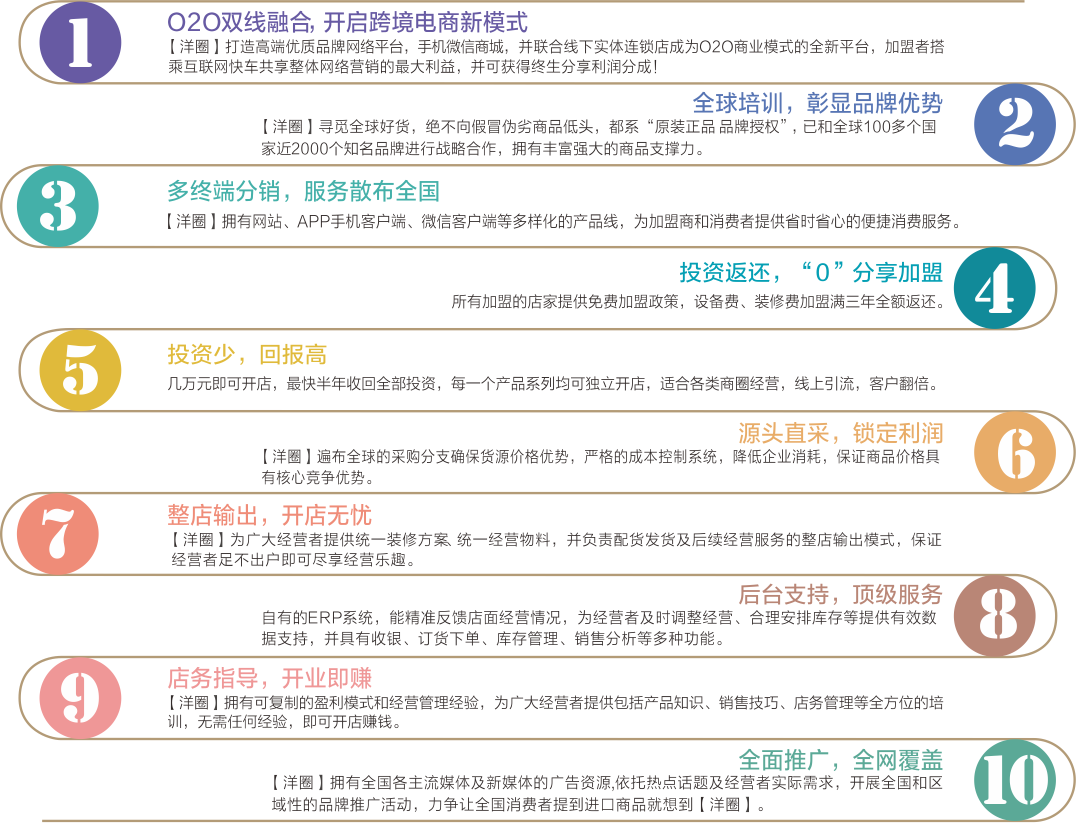 1
O2O双线融合，开启跨境电商新模式
【洋圈】打造高端优质品牌网络平台，手机微信商城，并联合线下实体连锁店成为O2O商业模式的全新平台，加盟者搭
乘互联网快车共享整体网络营销的最大利益，并可获得终生分享利润分成！
2
全球培训，彰显品牌优势
【洋圈】寻觅全球好货，绝不向假冒伪劣商品低头，都系“原装正品 品牌授权”，已和全球100多个国
家近2000个知名品牌进行战略合作，拥有丰富强大的商品支撑力。
3
多终端分销，服务散布全国
【洋圈】拥有网站、APP手机客户端、微信客户端等多样化的产品线，为加盟商和消费者提供省时省心的便捷消费服务。
4
投资返还，“0”分享加盟
所有加盟的店家提供免费加盟政策，设备费、装修费加盟满三年全额返还。
5
投资少，回报高
几万元即可开店，最快半年收回全部投资，每一个产品系列均可独立开店，适合各类商圈经营，线上引流，客户翻倍。
6
源头直采，锁定利润
【洋圈】遍布全球的采购分支确保货源价格优势，严格的成本控制系统，降低企业消耗，保证商品价格具
有核心竞争优势。
7
整店输出，开店无忧
【洋圈】为广大经营者提供统一装修方案、统一经营物料，并负责配货发货及后续经营服务的整店输出模式，保证
经营者足不出户即可尽享经营乐趣。
8
后台支持，顶级服务
自有的ERP系统，能精准反馈店面经营情况，为经营者及时调整经营、合理安排库存等提供有效数
据支持，并具有收银、订货下单、库存管理、销售分析等多种功能。
9
店务指导，开业即赚
【洋圈】拥有可复制的盈利模式和经营管理经验，为广大经营者提供包括产品知识、销售技巧、店务管理等全方位的培
训，无需任何经验，即可开店赚钱。
10
全面推广，全网覆盖
【洋圈】拥有全国各主流媒体及新媒体的广告资源,依托热点话题及经营者实际需求，开展全国和区
域性的品牌推广活动，力争让全国消费者提到进口商品就想到【洋圈】。